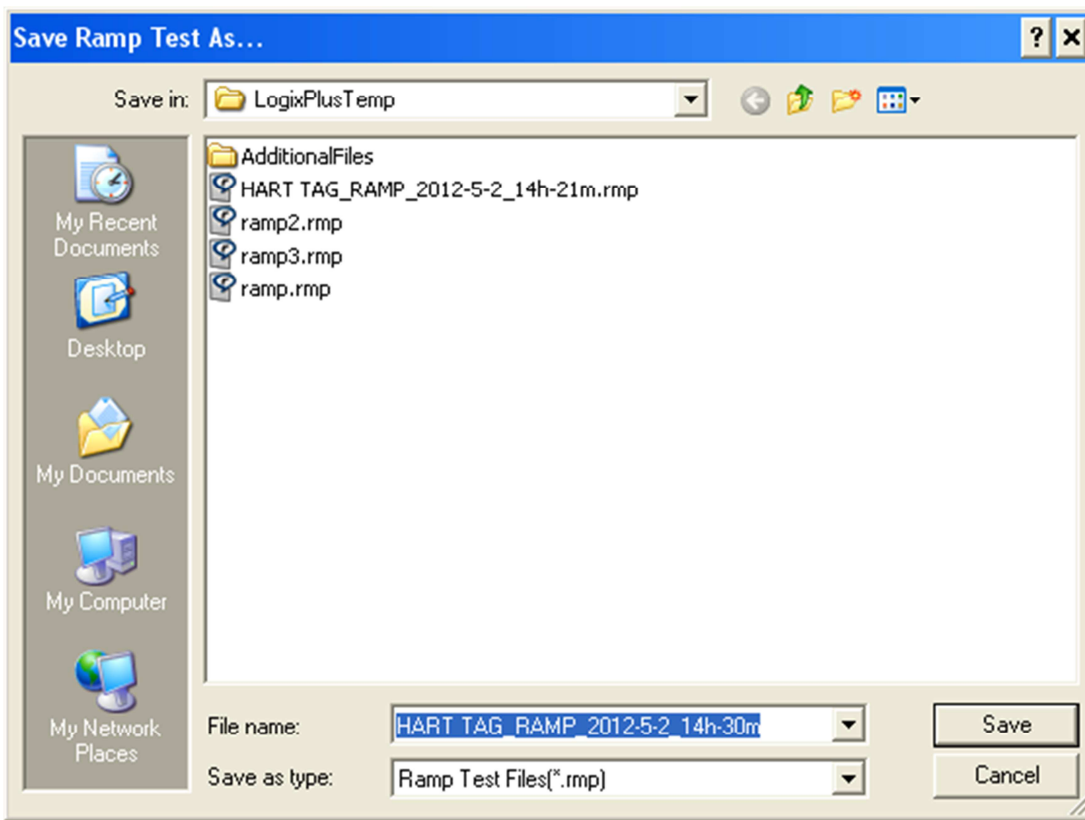 Save Ramp Test As...
Save in: LogixPlusTemp
My Recent
Documents
Desktop
My Documents
My Computer
My Network
Places
AdditionalFiles
HART TAG_RAMP_2012-5-2_14h-21m.rmp
ramp2.rmp
ramp3.rmp
ramp.rmp
File name: HART TAG_RAMP_2012-5-2_14h-30m Save
Save as type: Ramp Test Files(*.rmp) Cancel